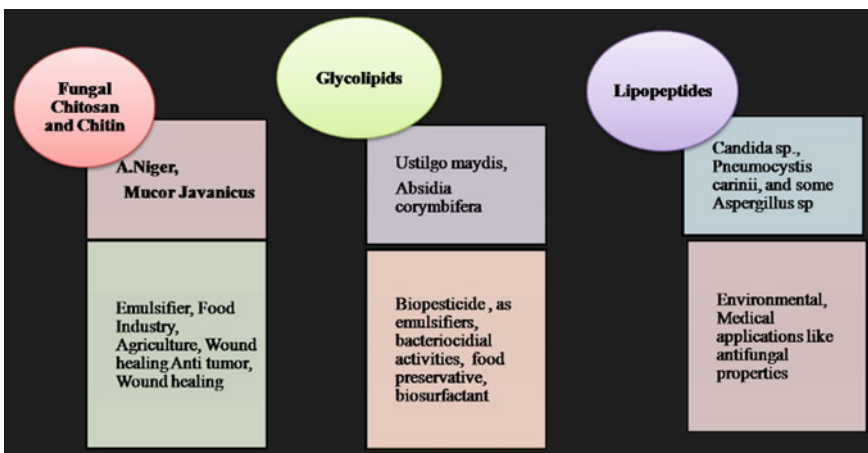 Fungal
Chitosan
and Chitin
A.Niger,
Mucor Javanicus
Emulsifier, Food
Industry,
Agriculture, Wound
healing Anti tumor,
Wound healing
Glycolipids
Ustilgo maydis,
Absidia
corymbifera
Biopesticide , as
emulsifiers,
bacteriocidial
activities, food
preservative,
biosurfactant
Lipopeptides
Candida sp.,
Pneumocystis
carinii, and some
Aspergillus sp
Environmental,
Medical
applications like
antifungal
properties